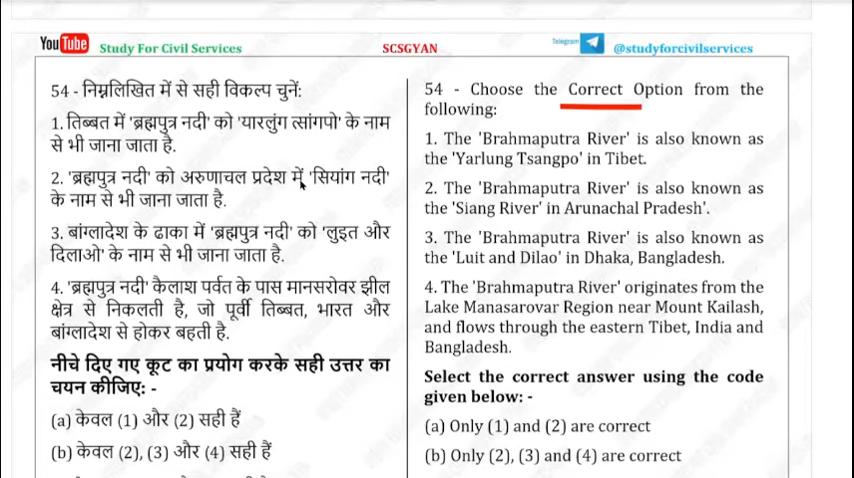 YouTube Study For Civil Services
SCSGYAN
Telegram @studyforcivilservices
54 - निम्नलिखित में से सही विकल्प चुनें:
1. तिब्बत में 'ब्रह्मपुत्र नदी' को 'यारलुंग त्सांगपो' के नाम
से भी जाना जाता है.
2. 'ब्रह्मपुत्र नदी' को अरुणाचल प्रदेश में 'सियांग नदी'
के नाम से भी जाना जाता है.
3. बांग्लादेश के ढाका में 'ब्रह्मपुत्र नदी' को 'लुइत और
दिलाओ' के नाम से भी जाना जाता है.
4. 'ब्रह्मपुत्र नदी' कैलाश पर्वत के पास मानसरोवर झील
क्षेत्र से निकलती है, जो पूर्वी तिब्बत, भारत और
बांग्लादेश से होकर बहती है.
नीचे दिए गए कूट का प्रयोग करके सही उत्तर का
चयन कीजिए: -
(a) केवल (1) और (2) सही हैं
(b) केवल (2), (3) और (4) सही हैं
54 - Choose the Correct Option from the
following:
1. The 'Brahmaputra River' is also known as
the 'Yarlung Tsangpo' in Tibet.
2. The 'Brahmaputra River' is also known as
the 'Siang River' in Arunachal Pradesh'.
3. The 'Brahmaputra River' is also known as
the 'Luit and Dilao' in Dhaka, Bangladesh.
4. The 'Brahmaputra River' originates from the
Lake Manasarovar Region near Mount Kailash,
and flows through the eastern Tibet, India and
Bangladesh.
Select the correct answer using the code
given below: -
(a) Only (1) and (2) are correct
(b) Only (2), (3) and (4) are correct